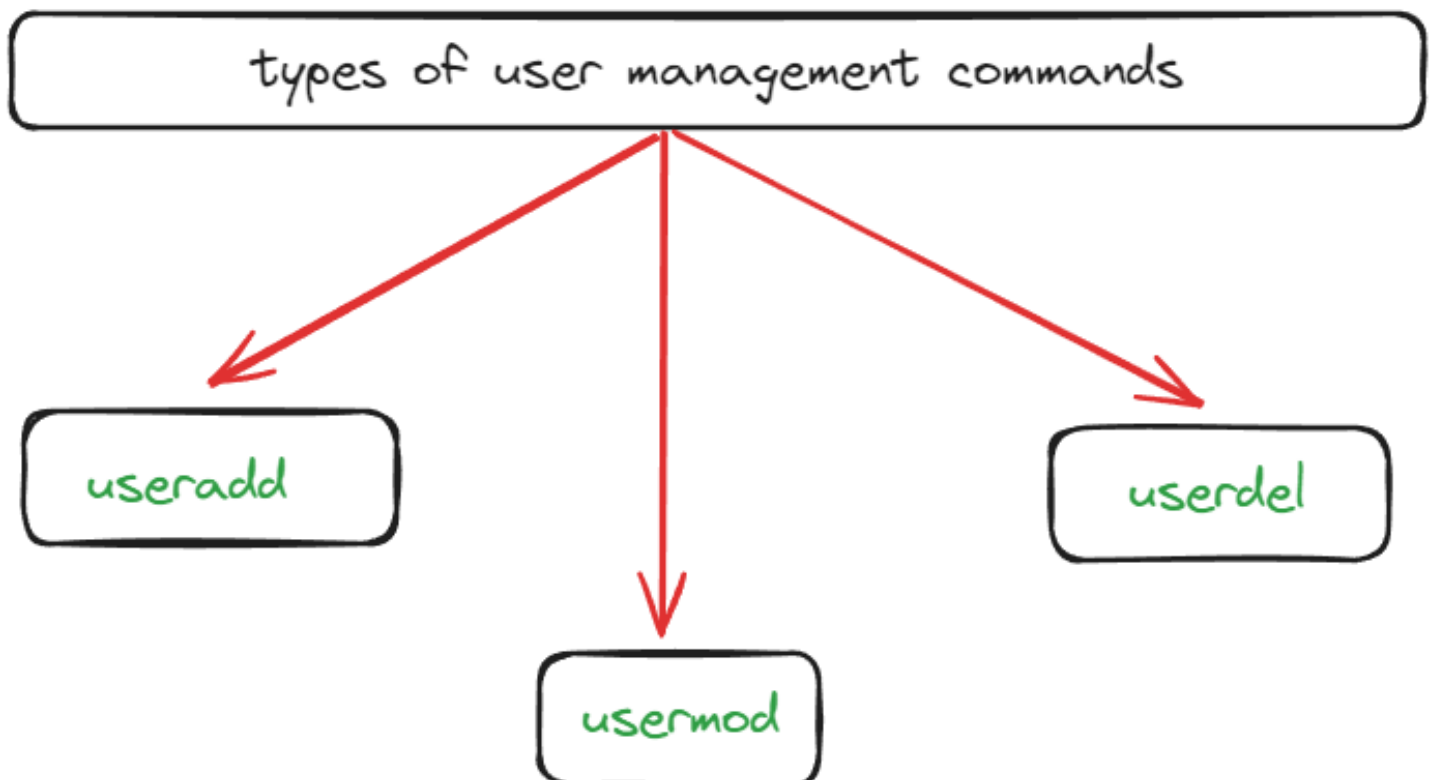 types of user management commands
useradd
userdel
usermod